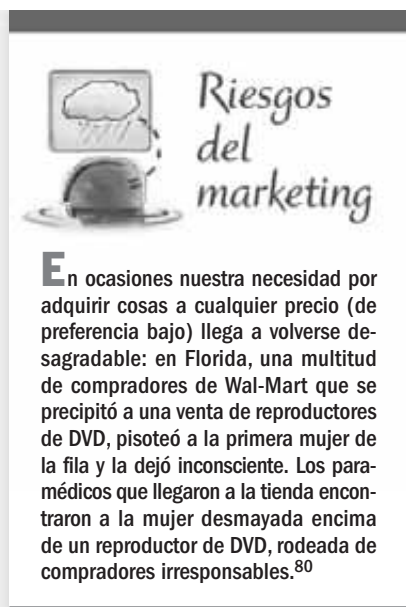 Riesgos
del
marketing
En ocasiones nuestra necesidad por
adquirir cosas a cualquier precio (de
preferencia bajo) llega a volverse de-
sagradable: en Florida, una multitud
de compradores de Wal-Mart que se
precipitó a una venta de reproductores
de DVD, pisoteó a la primera mujer de
la fila y la dejó inconsciente. Los para-
médicos que llegaron a la tienda encon-
traron a la mujer desmayada encima
de un reproductor de DVD, rodeada de
compradores irresponsables.80